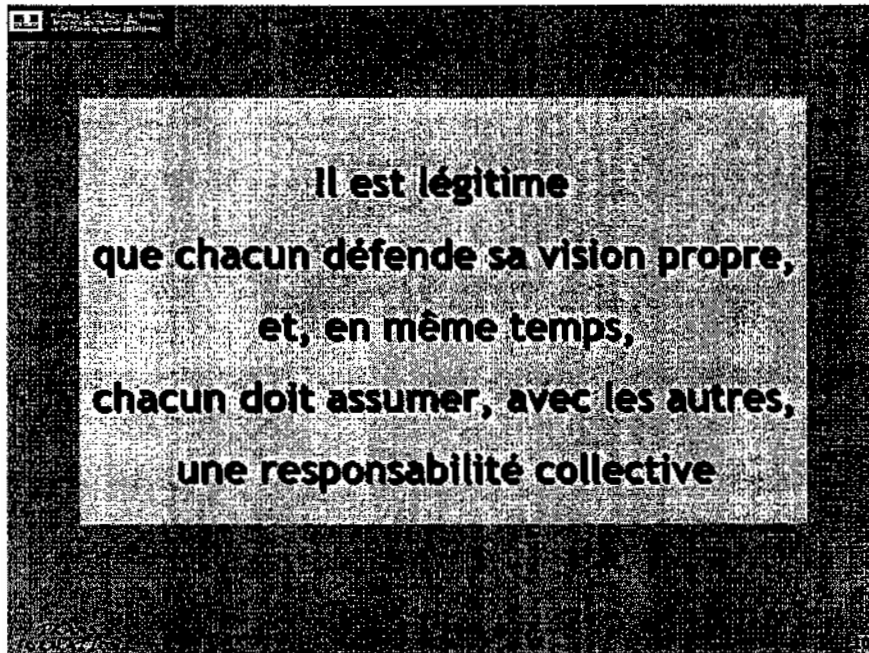 Il est légitime
que chacun défende sa vision propre,
et, en même temps,
chacun doit assumer, avec les autres,
une responsabilité collective